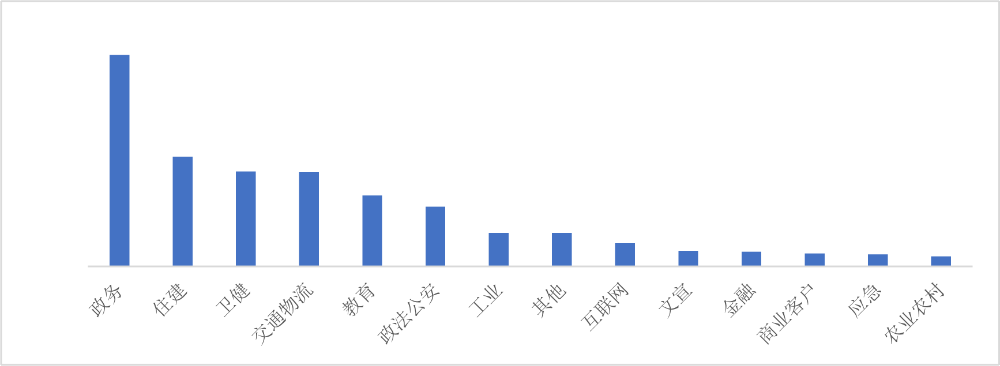 政务
住建
卫健
交通物流
教育
政法公安
工业
其他
互联网
文宣
金融
商业客户
应急
农业农村